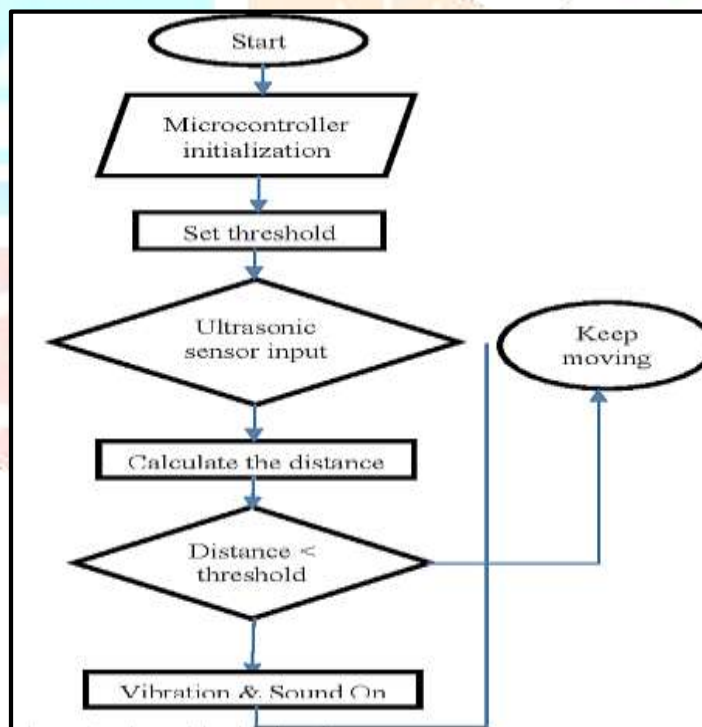 Start
Microcontroller
initialization
Set threshold
Ultrasonic
sensor input
Keep
moving
Calculate the distance
Distance <
threshold
Vibration & Sound On